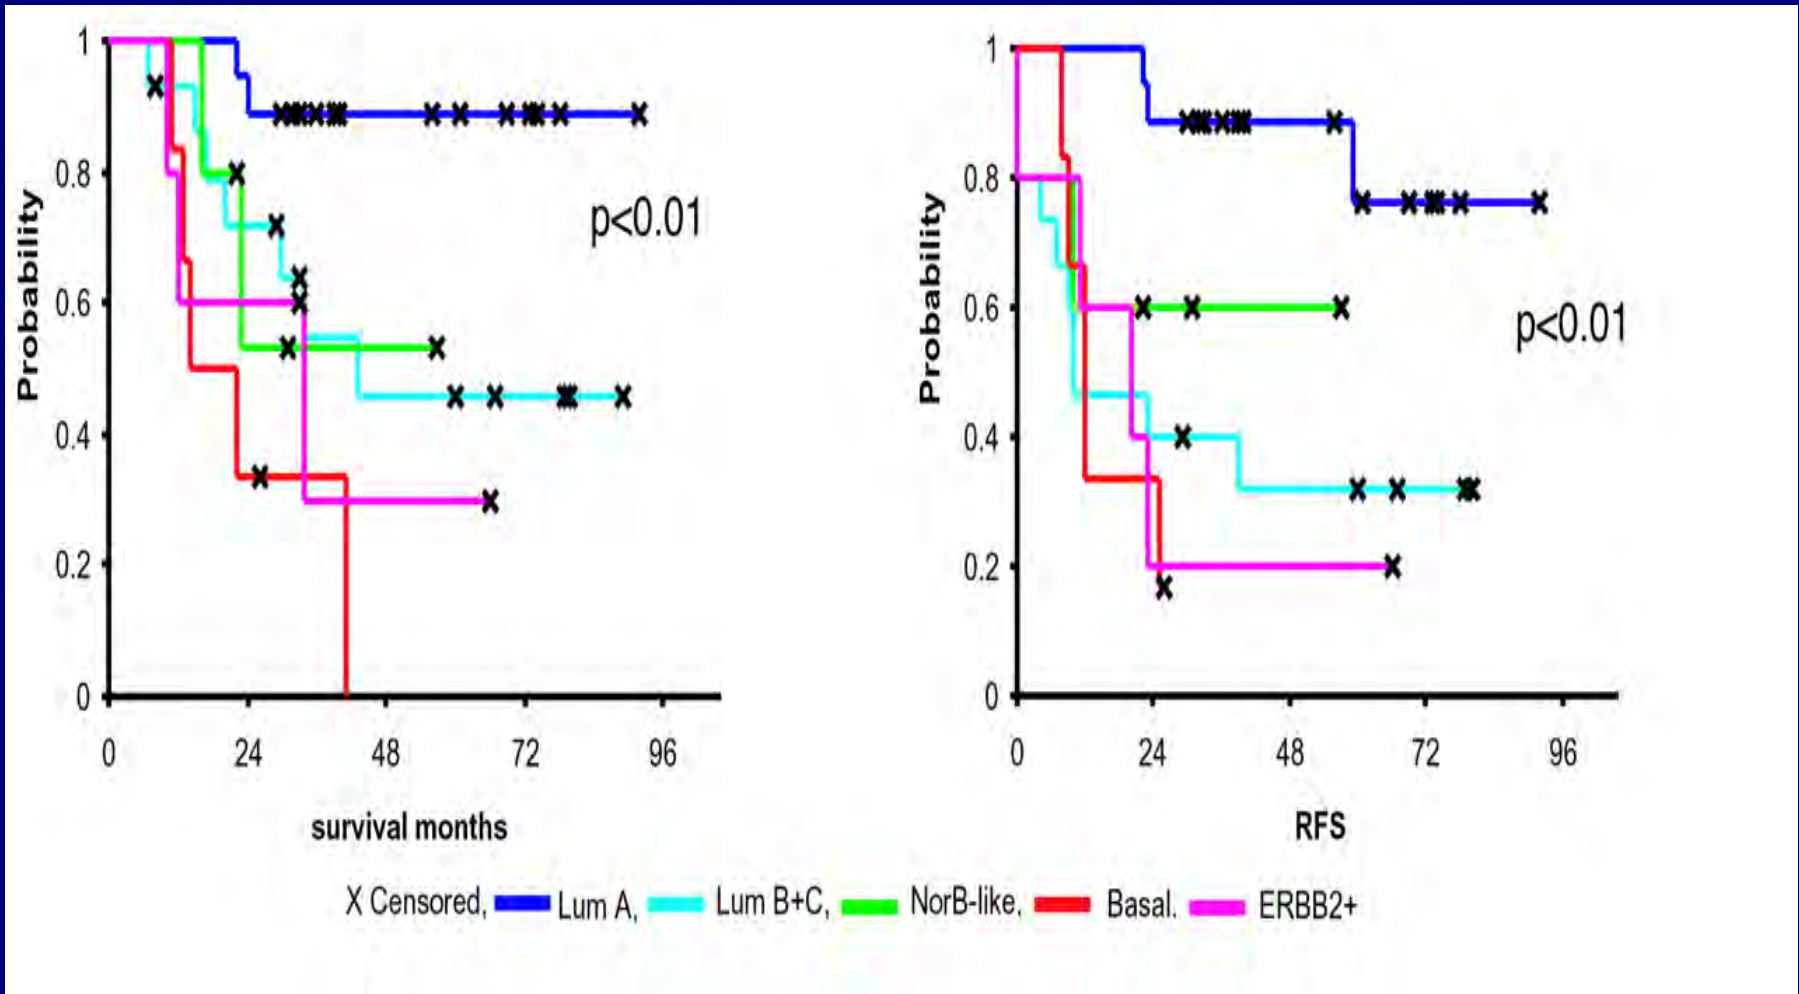 1
0.8
0.6
0.4
0.2
0
Probability
p<0.01
0 24 48 72 96
survival months
1
0.8
0.6
0.4
0.2
0
Probability
p<0.01
0 24 48 72 96
RFS
X Censored, Lum A, Lum B+C, NorB-like, Basal. ERBB2+